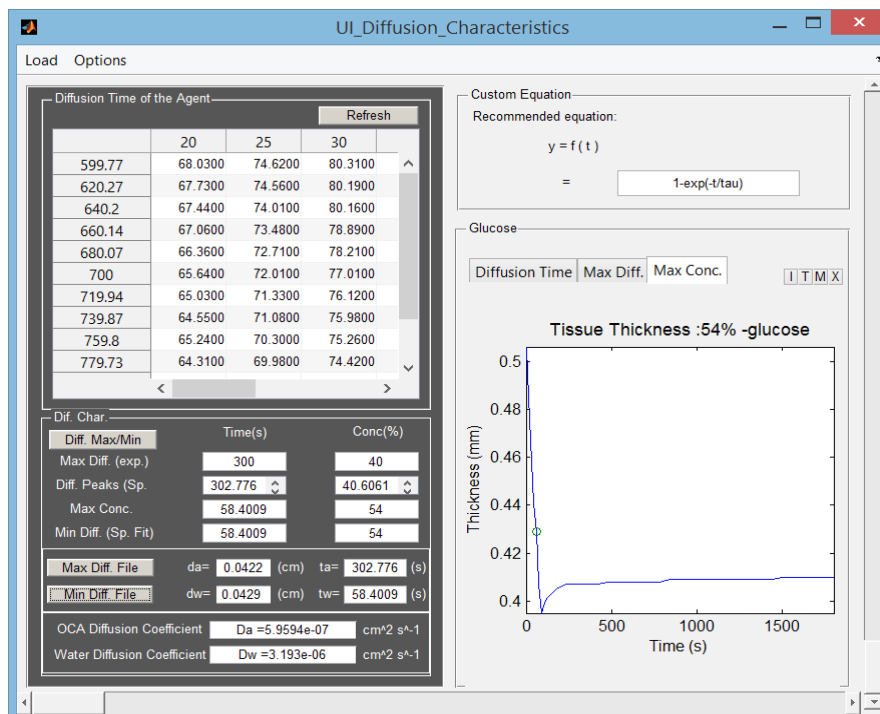 UI_Diffusion_Characteristics
Load Options
Diffusion Time of the Agent
Refresh
20 25 30
599.77 68.0300 74.6200 80.3100
620.27 67.7300 74.5600 80.1900
640.2 67.4400 74.0100 80.1600
660.14 67.0600 73.4800 78.8900
680.07 66.3600 72.7100 78.2100
700 65.6400 72.0100 77.0100
719.94 65.0300 71.3300 76.1200
739.87 64.5500 71.0800 75.9800
759.8 65.2400 70.3000 75.2600
779.73 64.3100 69.9800 74.4200
Dif. Char.
Diff. Max/Min Time(s) Conc(%)
Max Diff. (exp.) 300 40
Diff. Peaks (Sp. 302.776 40.6061
Max Conc. 58.4009 54
Min Diff. (Sp. Fit) 58.4009 54
Max Diff. File da= 0.0422 (cm) ta= 302.776 (s)
Min Diff. File dw= 0.0429 (cm) tw= 58.4009 (s)
OCA Diffusion Coefficient Da =5.9594e-07 cm^2 s^-1
Water Diffusion Coefficient Dw =3.193e-06 cm^2 s^-1
Custom Equation
Recommended equation:
y = f ( t )
= 1-exp(-t/tau)
Glucose
Diffusion Time Max Diff. Max Conc. I T M X
Tissue Thickness :54% -glucose
Thickness (mm)
0.5
0.48
0.46
0.44
0.42
0.4
0 500 1000 1500
Time (s)